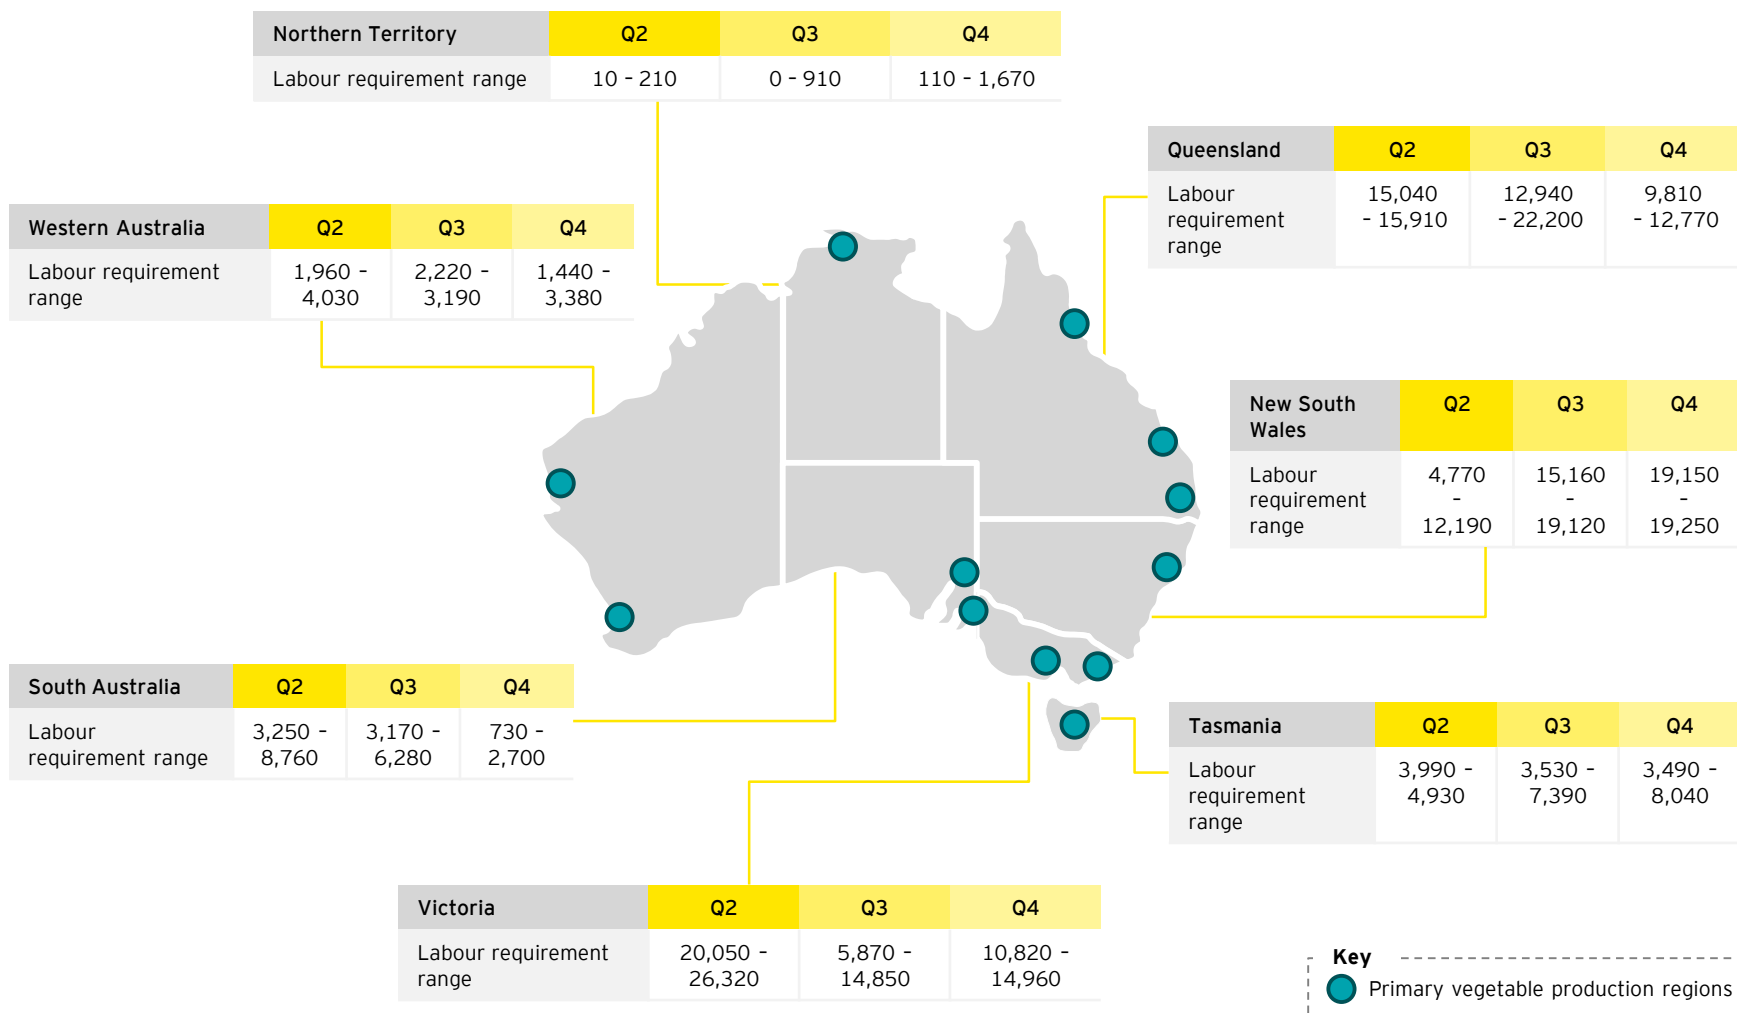 Northern Territory Q2 Q3 Q4
Labour requirement range 10 - 210 0 - 910 110 - 1,670
Queensland Q2 Q3 Q4
Labour 15,040 12,940 9,810
requirement - 15,910 - 22,200 - 12,770
range
Western Australia Q2 Q3 Q4
Labour requirement 1,960 - 2,220 - 1,440 -
range 4,030 3,190 3,380
New South Q2 Q3 Q4
Wales
Labour 4,770 15,160 19,150
requirement - - -
range 12,190 19,120 19,250
South Australia Q2 Q3 Q4
Labour 3,250 - 3,170 - 730 -
requirement range 8,760 6,280 2,700
Tasmania Q2 Q3 Q4
Labour 3,990 - 3,530 - 3,490 -
requirement 4,930 7,390 8,040
range
Victoria Q2 Q3 Q4
Labour requirement 20,050 - 5,870 - 10,820 -
range 26,320 14,850 14,960
Key
Primary vegetable production regions